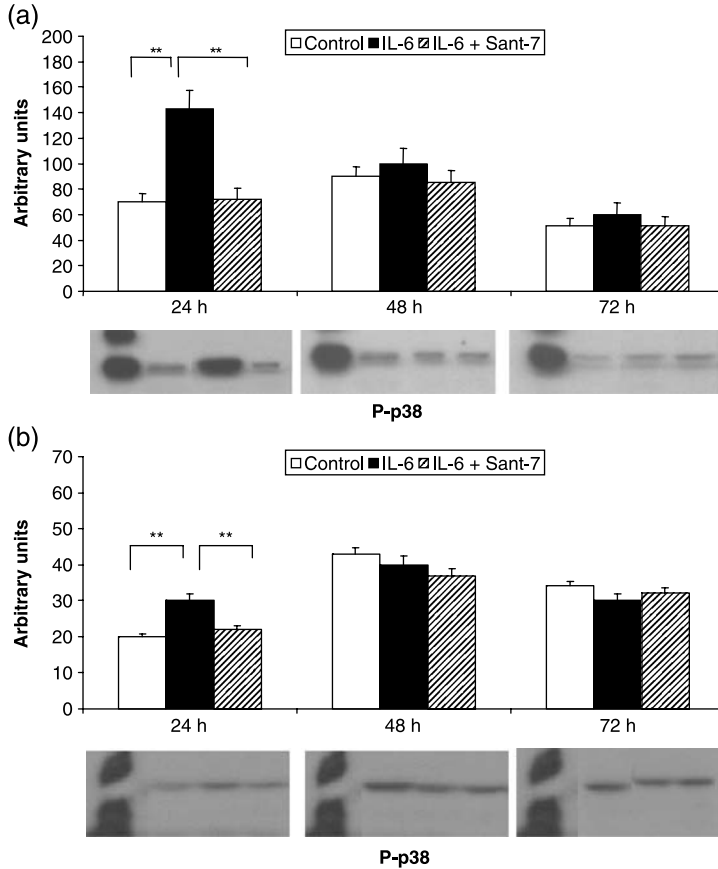 (a)
Control IL-6 IL-6 + Sant-7
200
180
160
140
120
100
80
60
40
20
0
Arbitrary units
** **
24 h 48 h 72 h
P-p38
(b)
Control IL-6 IL-6 + Sant-7
70
60
50
40
30
20
10
0
Arbitrary units
** **
24 h 48 h 72 h
P-p38